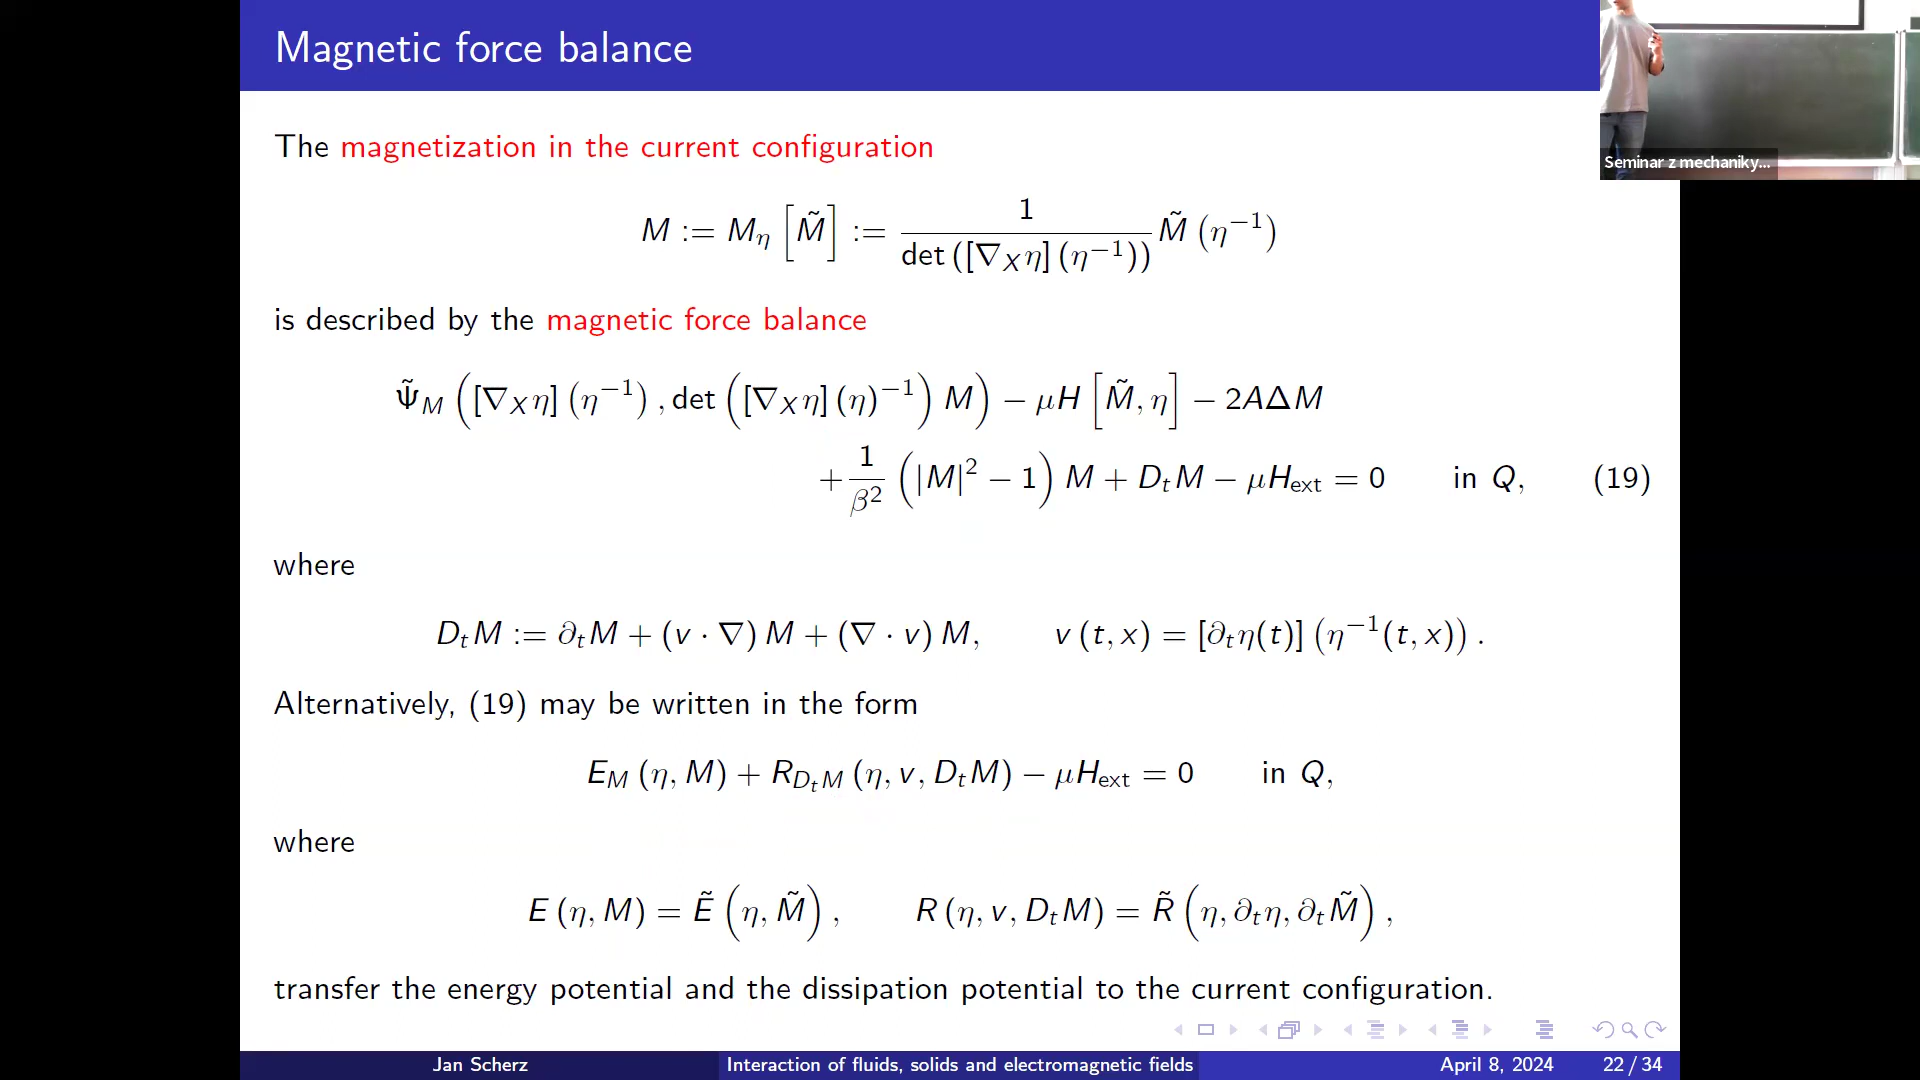 Magnetic force balance
Seminar z mechaniky...
The magnetization in the current configuration
M := M_η [M̃] := 1 / det ([∇_X η] (η⁻¹)) M̃ (η⁻¹)
is described by the magnetic force balance
Ψ̃_M ([∇_X η] (η⁻¹), det ([∇_X η] (η)⁻¹) M) − μH [M̃, η] − 2AΔM
+ 1/β² (|M|² − 1) M + D_t M − μH_ext = 0 in Q, (19)
where
D_t M := ∂_t M + (v · ∇) M + (∇ · v) M, v (t, x) = [∂_t η(t)] (η⁻¹(t, x)).
Alternatively, (19) may be written in the form
E_M (η, M) + R_{D_t M} (η, v, D_t M) − μH_ext = 0 in Q,
where
E (η, M) = Ẽ (η, M̃), R (η, v, D_t M) = R̃ (η, ∂_t η, ∂_t M̃),
transfer the energy potential and the dissipation potential to the current configuration.
Jan Scherz Interaction of fluids, solids and electromagnetic fields April 8, 2024 22 / 34